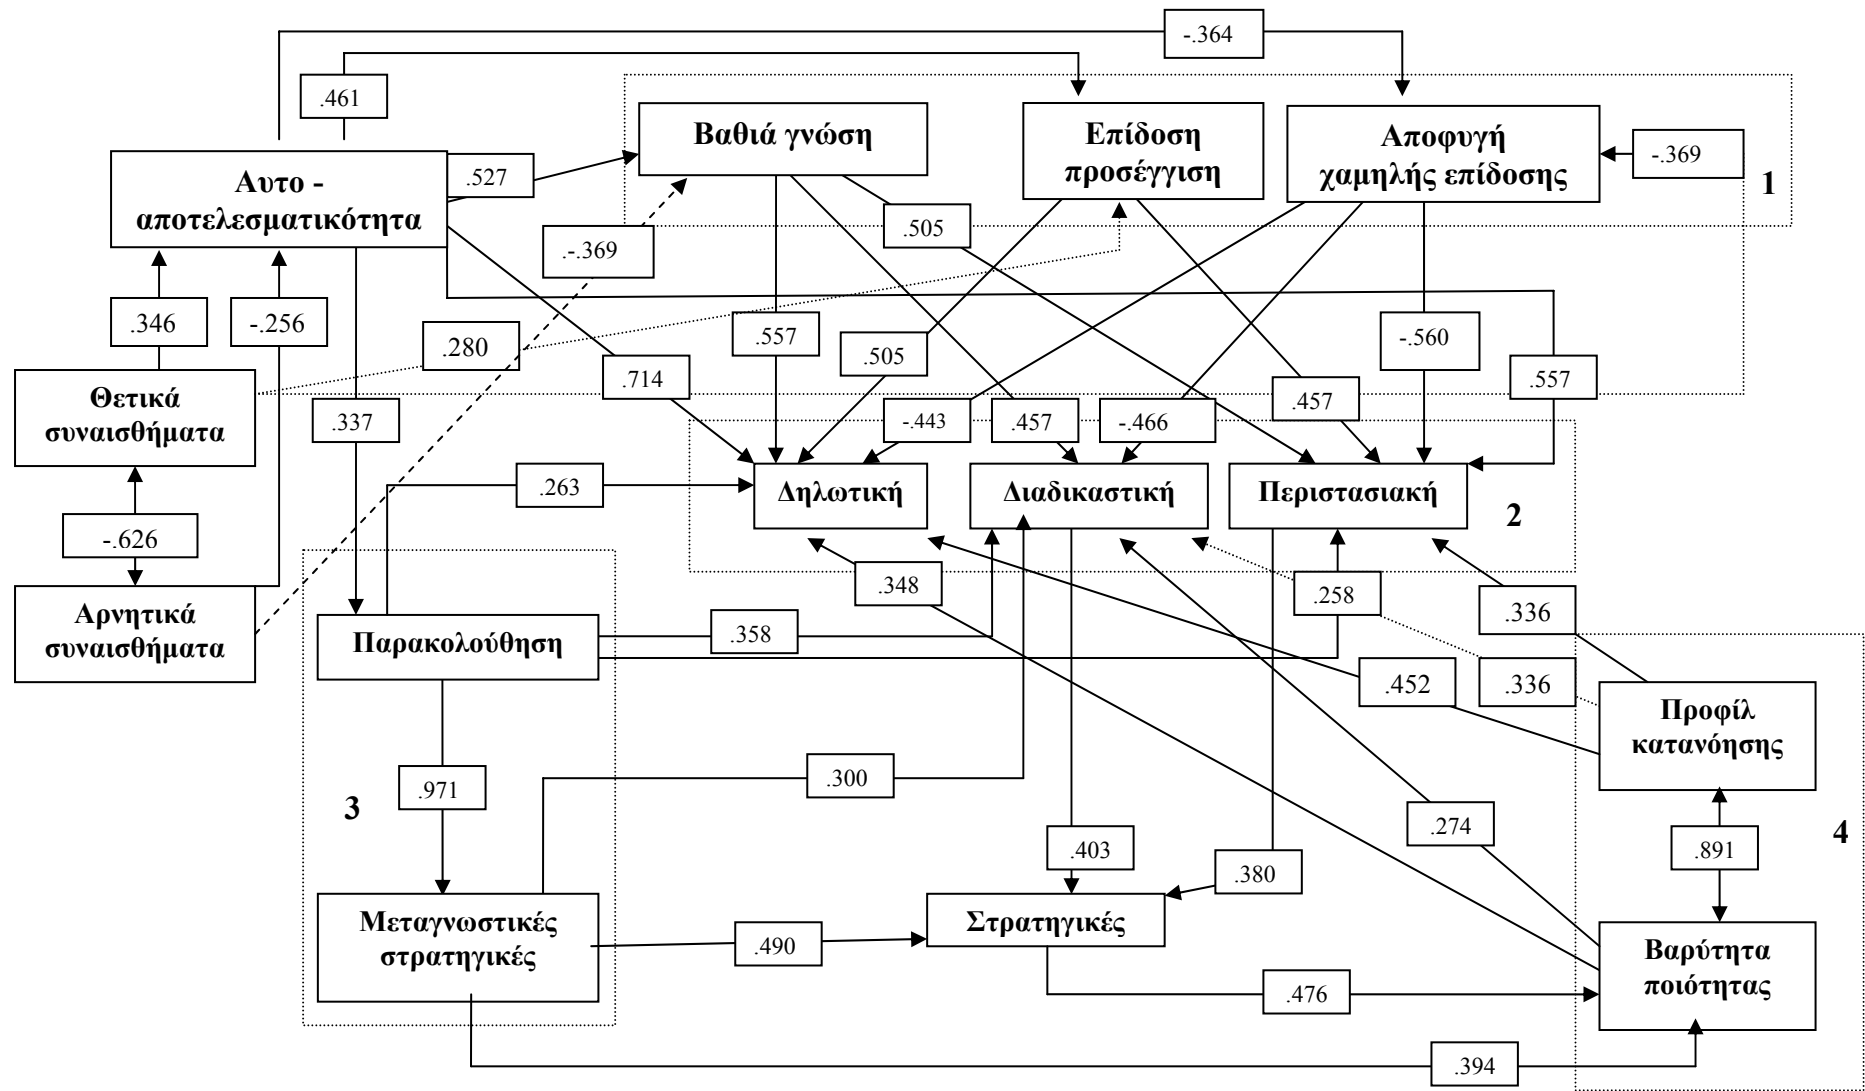 -.364
.461
Βαθιά γνώση
Επίδοση
προσέγγιση
Αποφυγή
χαμηλής επίδοσης
-.369
1
Αυτο -
αποτελεσματικότητα
.527
.505
.-.369
.346
-.256
.280
.557
.505
-.560
.714
.557
Θετικά
συναισθήματα
.337
-.443
.457
-.466
.457
.263
Δηλωτική
Διαδικαστική
Περιστασιακή
2
-.626
Αρνητικά
συναισθήματα
.348
.258
.336
Παρακολούθηση
.358
.452
.336
Προφίλ
κατανόησης
3
.971
.300
.274
4
.403
.380
.891
Μεταγνωστικές
στρατηγικές
.490
Στρατηγικές
Βαρύτητα
ποιότητας
.476
.394